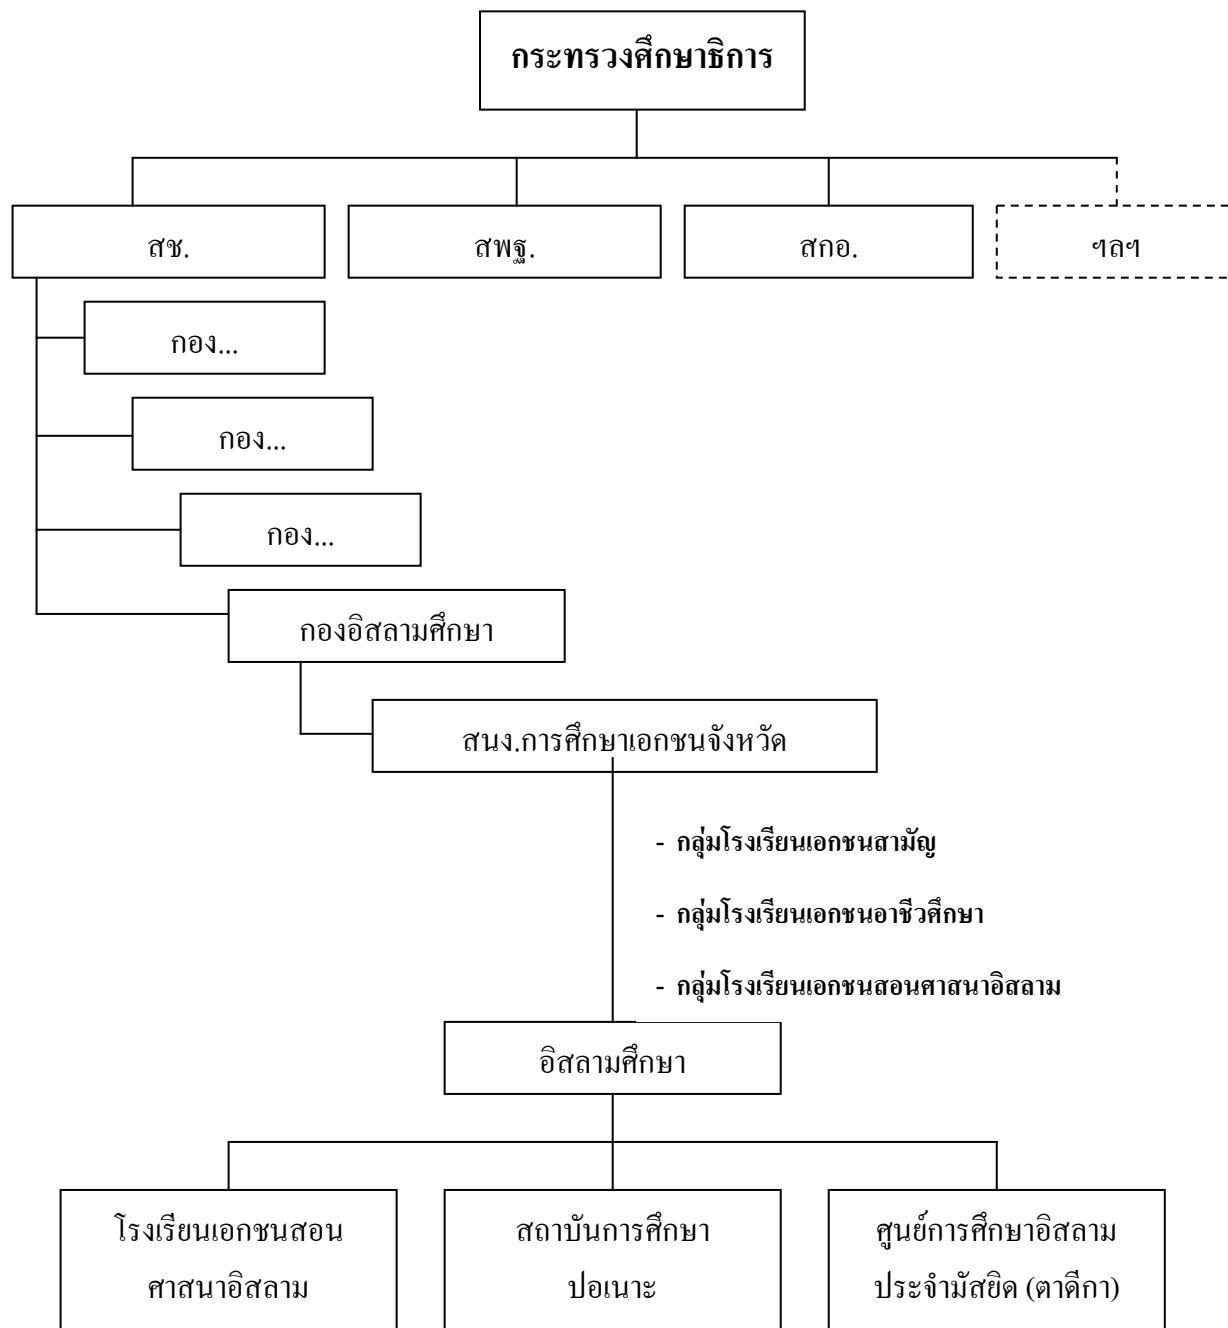 กระทรวงศึกษาธิการ
สช.
สพฐ.
สกอ.
ฯลฯ
กอง...
กอง...
กอง...
กองอิสลามศึกษา
สนง.การศึกษาเอกชนจังหวัด
- กลุ่มโรงเรียนเอกชนสามัญ
- กลุ่มโรงเรียนเอกชนอาชีวศึกษา
- กลุ่มโรงเรียนเอกชนสอนศาสนาอิสลาม
อิสลามศึกษา
โรงเรียนเอกชนสอน
ศาสนาอิสลาม
สถาบันการศึกษา
ปอเนาะ
ศูนย์การศึกษาอิสลาม
ประจำมัสยิด (ตาดีกา)